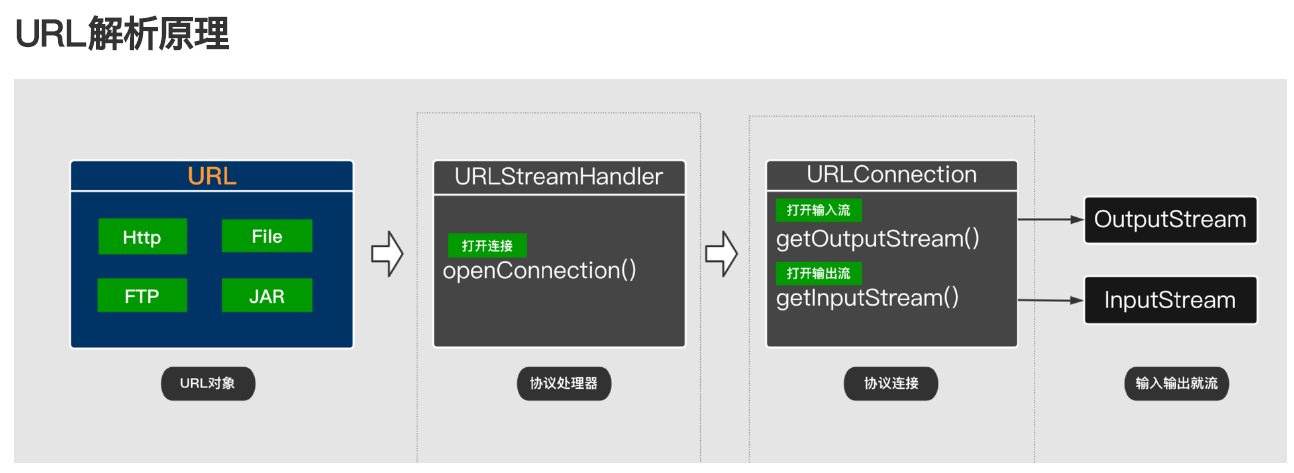 URL解析原理
URL
Http
File
FTP
JAR
URL对象
URLStreamHandler
打开连接
openConnection()
协议处理器
URLConnection
打开输入流
getOutputStream()
打开输出流
getInputStream()
协议连接
OutputStream
InputStream
输入输出就流